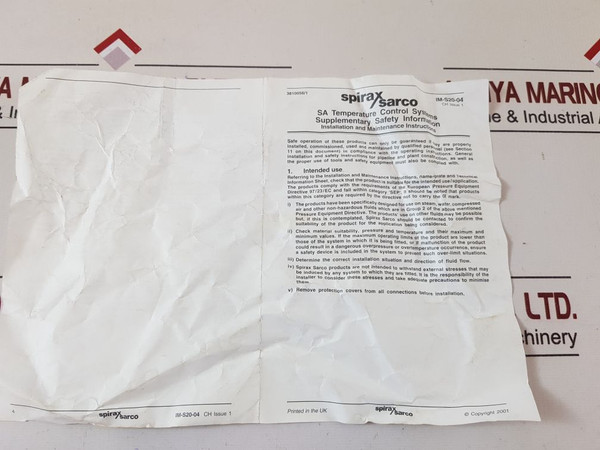 spirax
sarco
IM-S20-04 CH Issue 1
spirax
sarco
IM-S20-04
CH Issue 1
SA Temperature Control Systems
Supplementary Safety Information
Installation and Maintenance Instructions
Safe operation of these products can only be guaranteed if they are properly
installed, commissioned, used and maintained by qualified personnel (see Section
11 on this document) in compliance with the operating instructions. General
installation and safety instructions for pipeline and plant construction, as well as
the proper use of tools and safety equipment must also be complied with.
1. Intended use
Referring to the Installation and Maintenance Instructions, name-plate and Technical
Information Sheet, check that the product is suitable for the intended use/application.
The products comply with the requirements of the European Pressure Equipment
Directive 97/23/EC and fall within category 'SEP'. It should be noted that products
within this category are required by the directive not to carry the mark.
i) The products have been specifically designed for use on steam, water, compressed
air and other non-hazardous fluids which are in Group 2 of the above mentioned
Pressure Equipment Directive. The products' use on other fluids may be possible
but, if this is contemplated, Spirax Sarco should be contacted to confirm the
suitability of the product for the application being considered.
ii) Check material suitability, pressure and temperature and their maximum and
minimum values. If the maximum operating limits of the product are lower than
those of the system in which it is being fitted, or if malfunction of the product
could result in a dangerous overpressure or overtemperature occurrence, ensure
a safety device is included in the system to prevent such over-limit situations.
iii) Determine the correct installation situation and direction of fluid flow.
iv) Spirax Sarco products are not intended to withstand external stresses that may
be induced by any system to which they are fitted. It is the responsibility of the
installer to consider these stresses and take adequate precautions to minimise
them.
v) Remove protection covers from all connections before installation.
Printed in the UK
spirax
sarco
© Copyright 2001
YA MARINE
& In
YA MARIN
ne & Industrial
LTD.
chinery